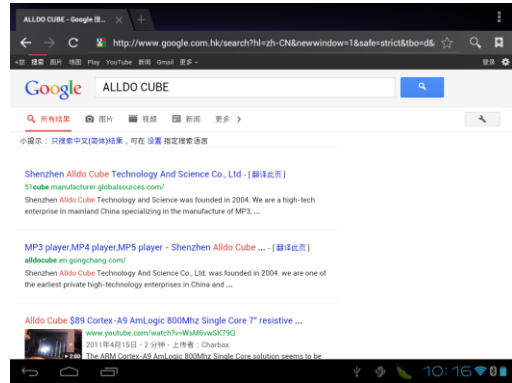 ALLDO CUBE - Google 搜...
http://www.google.com.hk/search?hl=zh-CN&newwindow=1&safe=strict&tbo=d&
搜索 图片 地图 Play YouTube 新闻 Gmail 更多
登录
Google ALLDO CUBE
所有结果 图片 视频 新闻 更多
小提示：只搜索中文(简体)结果，可在 设置 指定搜索语言
Shenzhen Alldo Cube Technology And Science Co., Ltd - [ 翻译此页 ]
51cube.manufacturer.globalsources.com/
Shenzhen Alldo Cube Technology and Science was founded in 2004. We are a high-tech
enterprise in mainland China specializing in the manufacture of MP3, ...
MP3 player,MP4 player,MP5 player - Shenzhen Alldo Cube ... - [ 翻译此页 ]
alldocube.en.gongchang.com/
Shenzhen Alldo Cube Technology And Science Co., Ltd. was founded in 2004. we are one of
the earliest private high-technology enterprises in China and ...
Alldo Cube $89 Cortex-A9 AmLogic 800Mhz Single Core 7" resistive ...
www.youtube.com/watch?v=WsM6vwSK79Q
2011年4月15日 - 2 分钟 - 上传者：Charbax
The ARM Cortex-A9 AmLogic 800Mhz Single Core solution seems to be
10:16